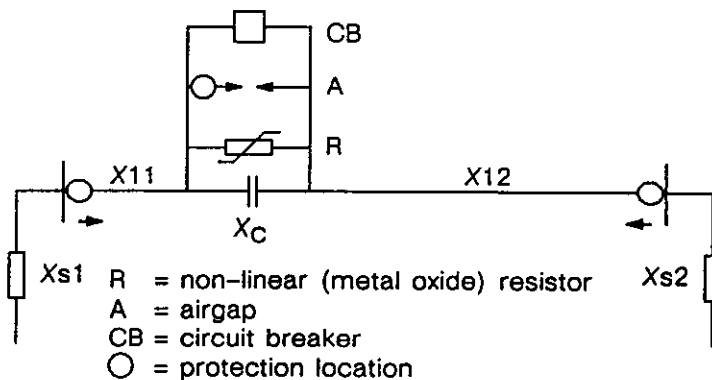 CB
A
R
X11
X12
XC
Xs1
Xs2
R = non-linear (metal oxide) resistor
A = airgap
CB = circuit breaker
= protection location